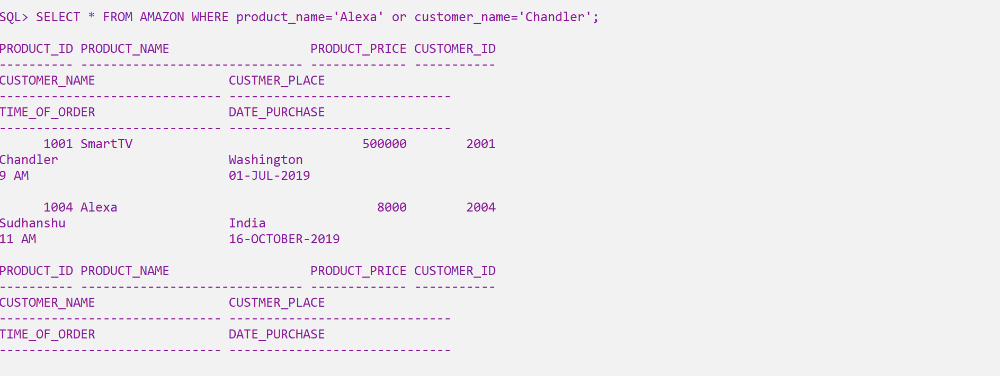 SQL> SELECT * FROM AMAZON WHERE product_name='Alexa' or customer_name='Chandler';
PRODUCT_ID PRODUCT_NAME                   PRODUCT_PRICE CUSTOMER_ID
---------- ------------------------------ ------------- -----------
CUSTOMER_NAME                  CUSTMER_PLACE
------------------------------ ------------------------------
TIME_OF_ORDER                  DATE_PURCHASE
------------------------------ ------------------------------
      1001 SmartTV                               500000        2001
Chandler                       Washington
9 AM                           01-JUL-2019
      1004 Alexa                                   8000        2004
Sudhanshu                      India
11 AM                          16-OCTOBER-2019
PRODUCT_ID PRODUCT_NAME                   PRODUCT_PRICE CUSTOMER_ID
---------- ------------------------------ ------------- -----------
CUSTOMER_NAME                  CUSTMER_PLACE
------------------------------ ------------------------------
TIME_OF_ORDER                  DATE_PURCHASE
------------------------------ ------------------------------